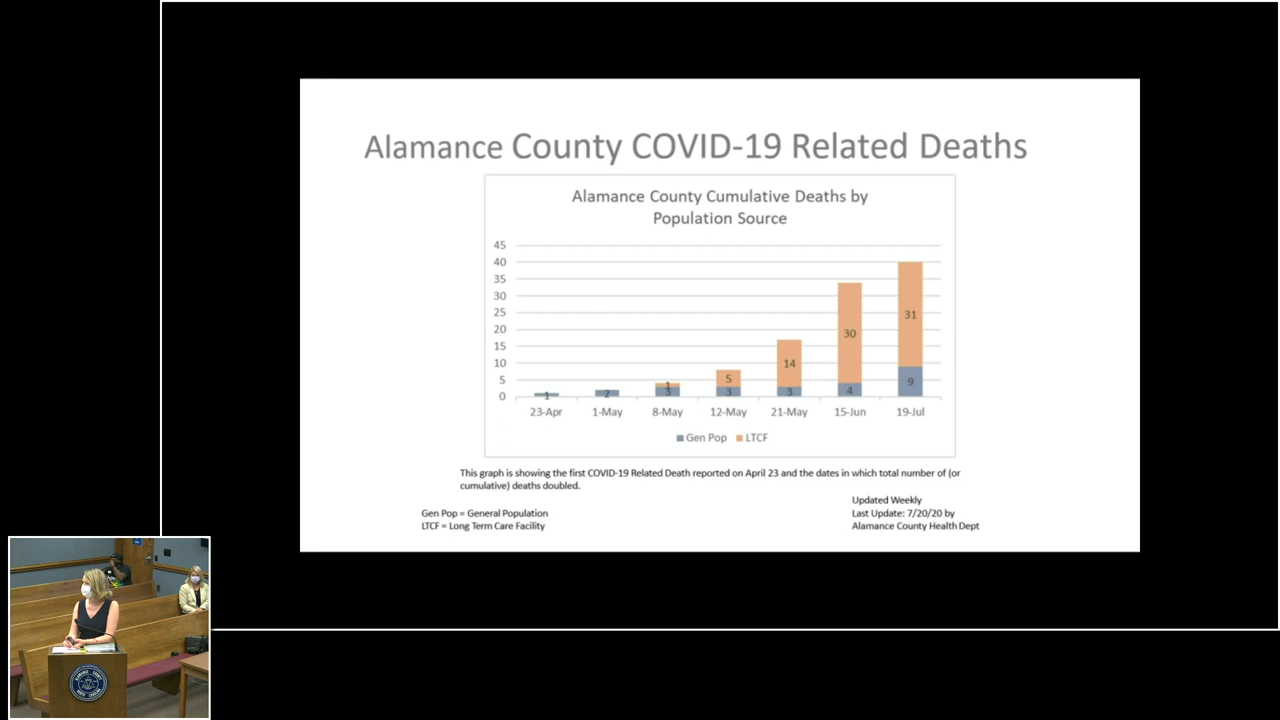 Alamance County COVID-19 Related Deaths
Alamance County Cumulative Deaths by
Population Source
45
40
35
30
25
20
15
10
5
0
1
2
1
3
5
3
14
3
30
4
31
9
23-Apr 1-May 8-May 12-May 21-May 15-Jun 19-Jul
Gen Pop LTCF
This graph is showing the first COVID-19 Related Death reported on April 23 and the dates in which total number of (or
cumulative) deaths doubled.
Gen Pop = General Population
LTCF = Long Term Care Facility
Updated Weekly
Last Update: 7/20/20 by
Alamance County Health Dept
ALAMANCE COUNTY
NORTH CAROLINA